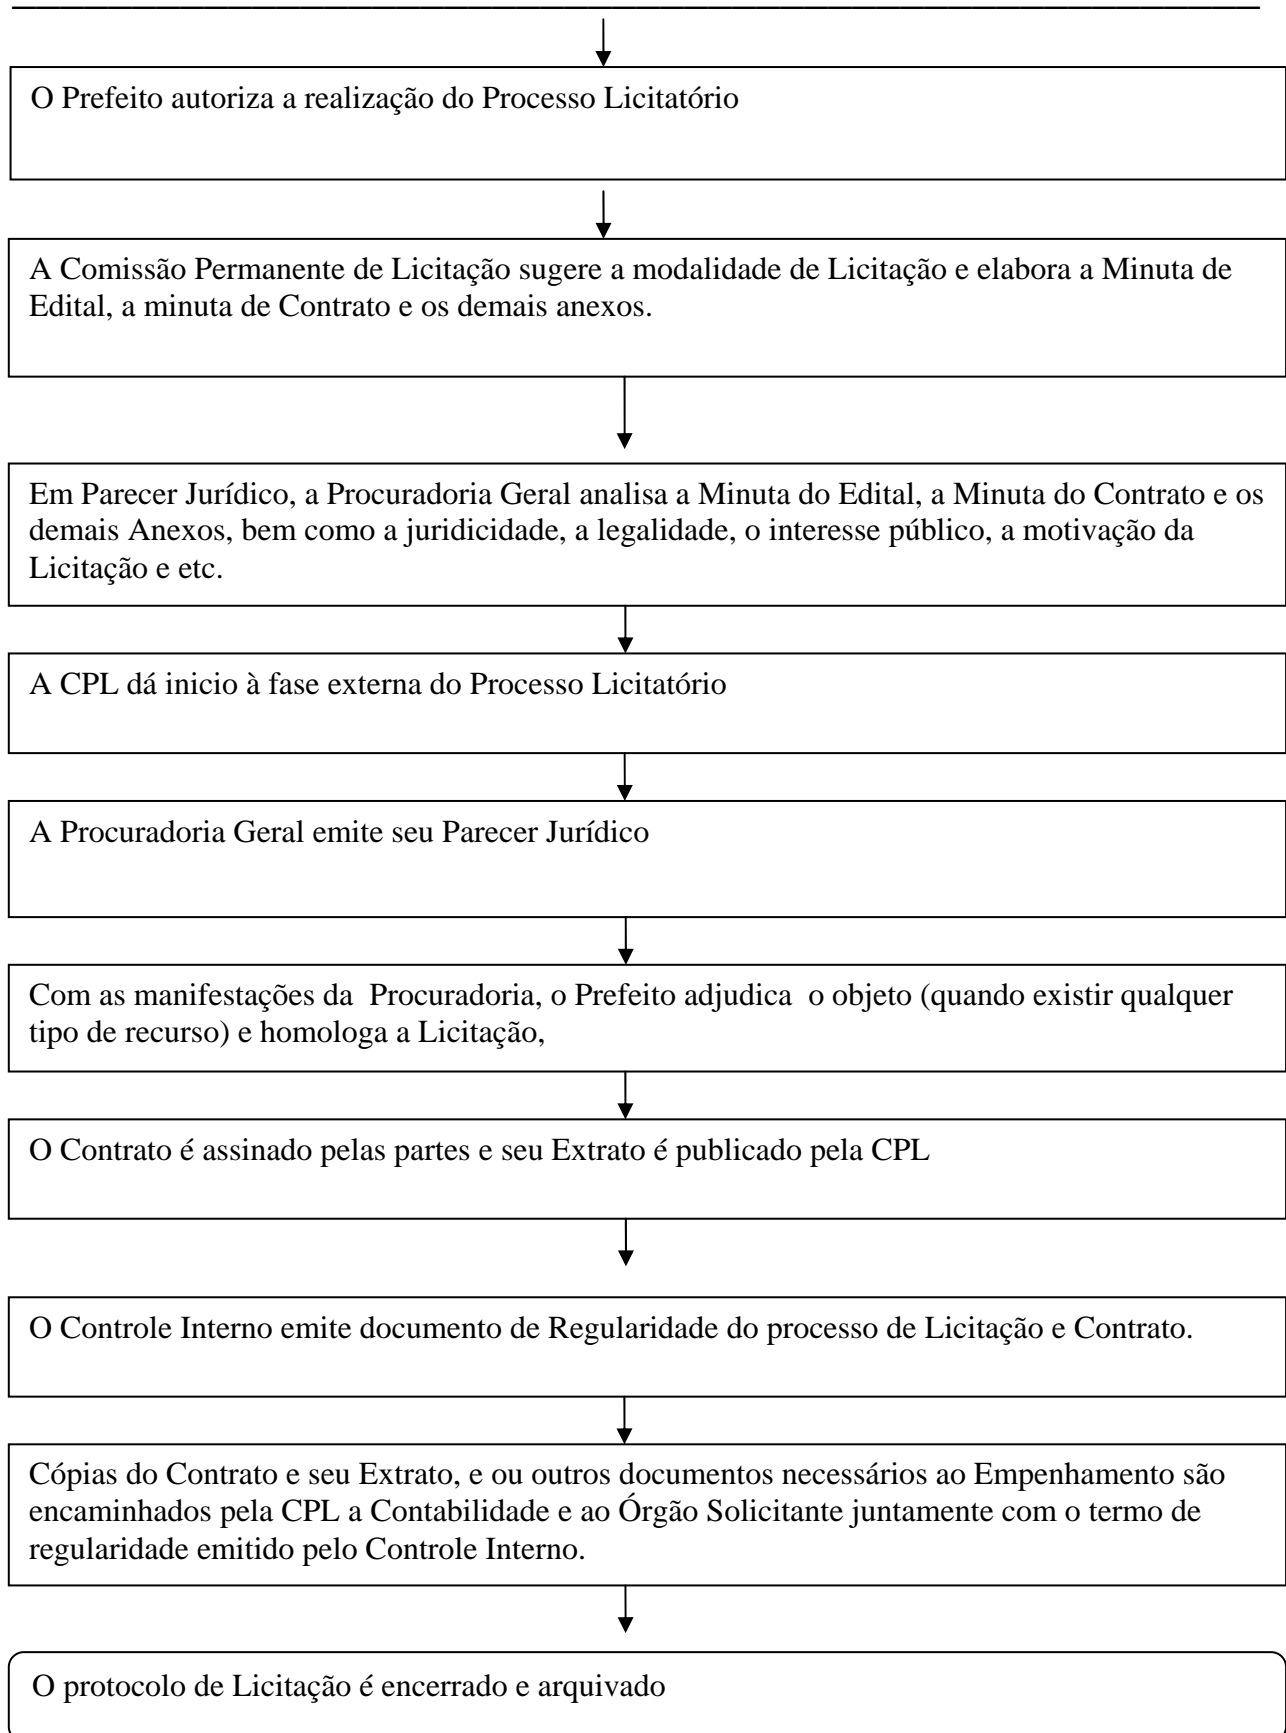 O Prefeito autoriza a realização do Processo Licitatório
A Comissão Permanente de Licitação sugere a modalidade de Licitação e elabora a Minuta de
Edital, a minuta de Contrato e os demais anexos.
Em Parecer Jurídico, a Procuradoria Geral analisa a Minuta do Edital, a Minuta do Contrato e os
demais Anexos, bem como a juridicidade, a legalidade, o interesse público, a motivação da
Licitação e etc.
A CPL dá inicio à fase externa do Processo Licitatório
A Procuradoria Geral emite seu Parecer Jurídico
Com as manifestações da  Procuradoria, o Prefeito adjudica  o objeto (quando existir qualquer
tipo de recurso) e homologa a Licitação,
O Contrato é assinado pelas partes e seu Extrato é publicado pela CPL
O Controle Interno emite documento de Regularidade do processo de Licitação e Contrato.
Cópias do Contrato e seu Extrato, e ou outros documentos necessários ao Empenhamento são
encaminhados pela CPL a Contabilidade e ao Órgão Solicitante juntamente com o termo de
regularidade emitido pelo Controle Interno.
O protocolo de Licitação é encerrado e arquivado